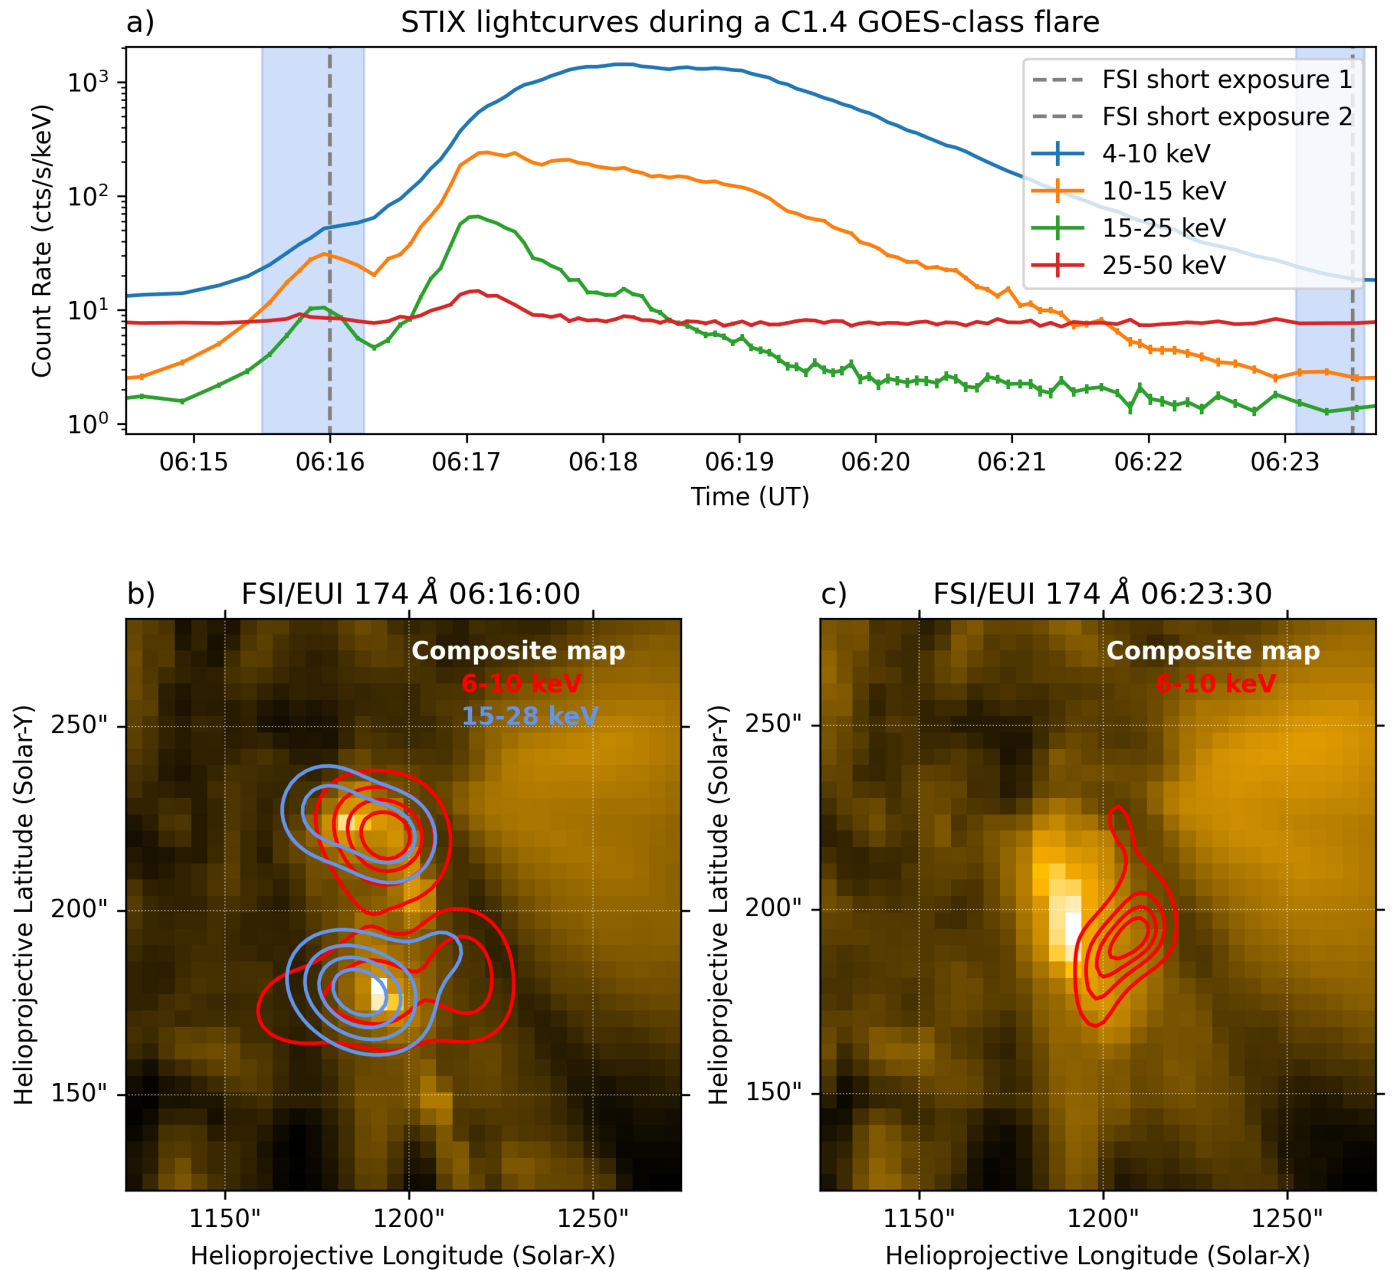 a) STIX lightcurves during a C1.4 GOES-class flare
Count Rate (cts/s/keV)
10³
10²
10¹
10⁰
FSI short exposure 1
FSI short exposure 2
4-10 keV
10-15 keV
15-25 keV
25-50 keV
06:15 06:16 06:17 06:18 06:19 06:20 06:21 06:22 06:23
Time (UT)
b) FSI/EUI 174 Å 06:16:00
Composite map
6-10 keV
15-28 keV
Helioprojective Latitude (Solar-Y)
250"
200"
150"
1150" 1200" 1250"
Helioprojective Longitude (Solar-X)
c) FSI/EUI 174 Å 06:23:30
Composite map
6-10 keV
Helioprojective Latitude (Solar-Y)
250"
200"
150"
1150" 1200" 1250"
Helioprojective Longitude (Solar-X)